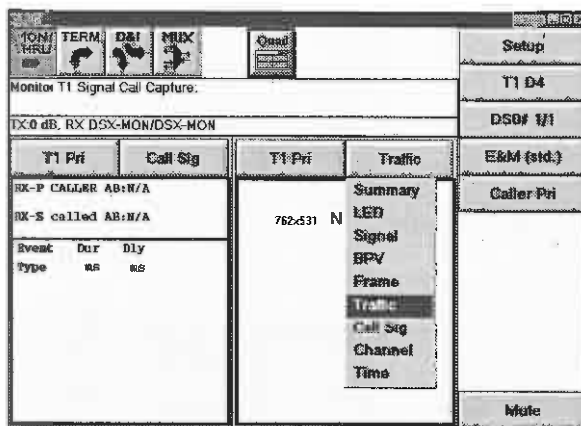 MON/ THRU
TERM
D&I
MUX
Quad
Setup
Monitor T1 Signal Call Capture:
T1 D4
TX:0 dB, RX DSX-MON/DSX-MON
DS0# 1/1
T1 Pri
Call Sig
T1 Pri
Traffic
E&M (std.)
RX-P CALLER AB:N/A
Summary
Caller Pri
RX-S called AB:N/A
762x531 N
LED
Signal
Event Dur Dly
BPV
Type ms ms
Frame
Traffic
Call Sig
Channel
Time
Mute